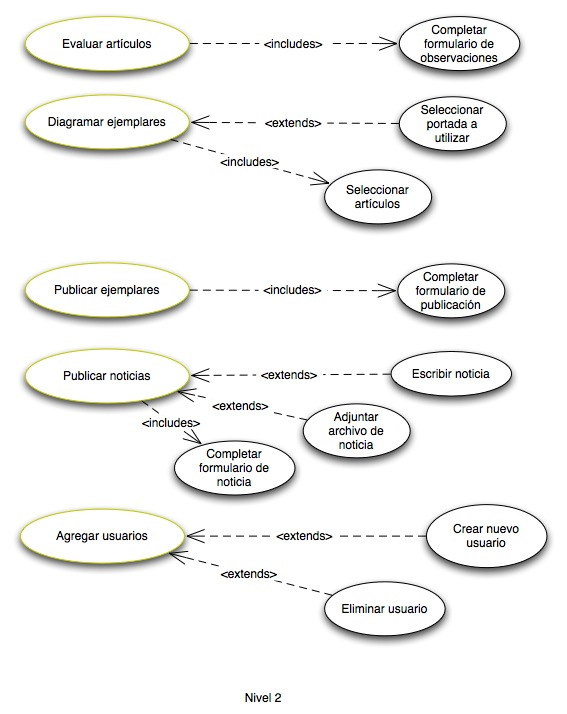 Evaluar artículos
<includes>
Completar
formulario de
observaciones
Diagramar ejemplares
<extends>
Seleccionar
portada a
utilizar
<includes>
Seleccionar
artículos
Publicar ejemplares
<includes>
Completar
formulario de
publicación
Publicar noticias
<extends>
Escribir noticia
<extends>
Adjuntar
archivo de
noticia
<includes>
Completar
formulario de
noticia
Agregar usuarios
<extends>
Crear nuevo
usuario
<extends>
Eliminar usuario
Nivel 2